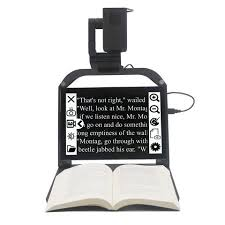 "That's not right," wailed
"Well, look at Mr. Montag
if we listen nice, Mr. Mo
go on and do somethin
long emptiness of the wal
"Montag, go through with
beetle jabbed his ear. "W